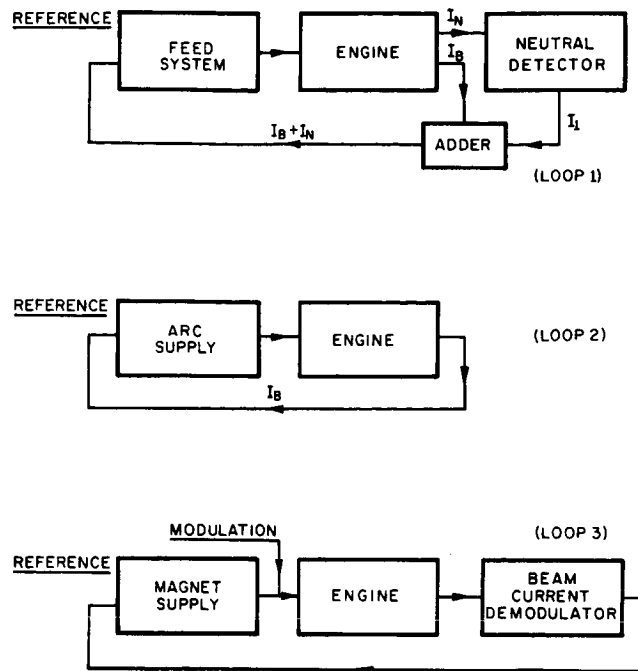 REFERENCE
FEED
SYSTEM
ENGINE
I_N
I_B
NEUTRAL
DETECTOR
I_B + I_N
ADDER
I_1
(LOOP 1)
REFERENCE
ARC
SUPPLY
ENGINE
(LOOP 2)
I_B
MODULATION
(LOOP 3)
REFERENCE
MAGNET
SUPPLY
ENGINE
BEAM
CURRENT
DEMODULATOR